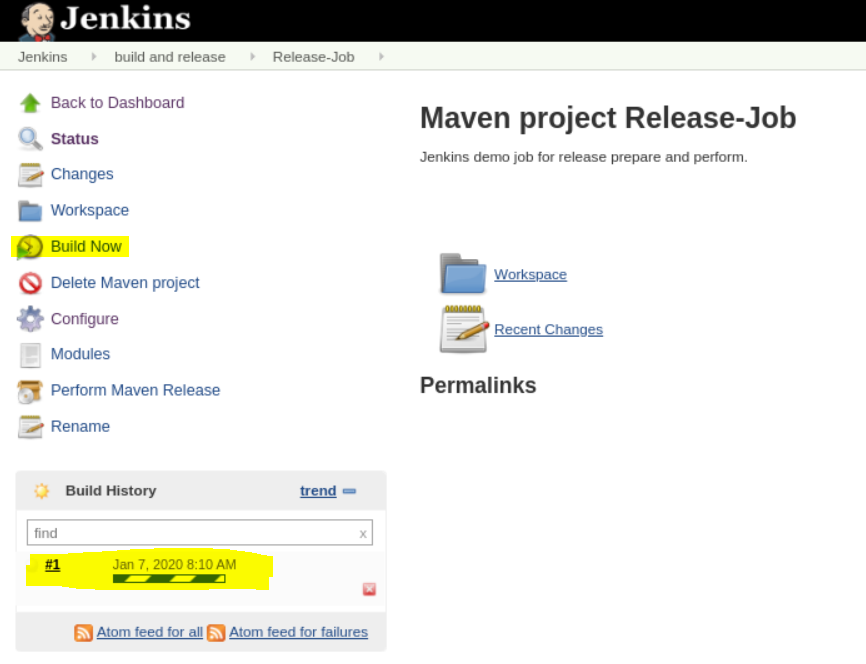 Jenkins
Jenkins build and release Release-Job
Back to Dashboard
Status
Changes
Workspace
Build Now
Delete Maven project
Configure
Modules
Perform Maven Release
Rename
Build History trend
find x
#1 Jan 7, 2020 8:10 AM
Atom feed for all Atom feed for failures
Maven project Release-Job
Jenkins demo job for release prepare and perform.
Workspace
Recent Changes
Permalinks